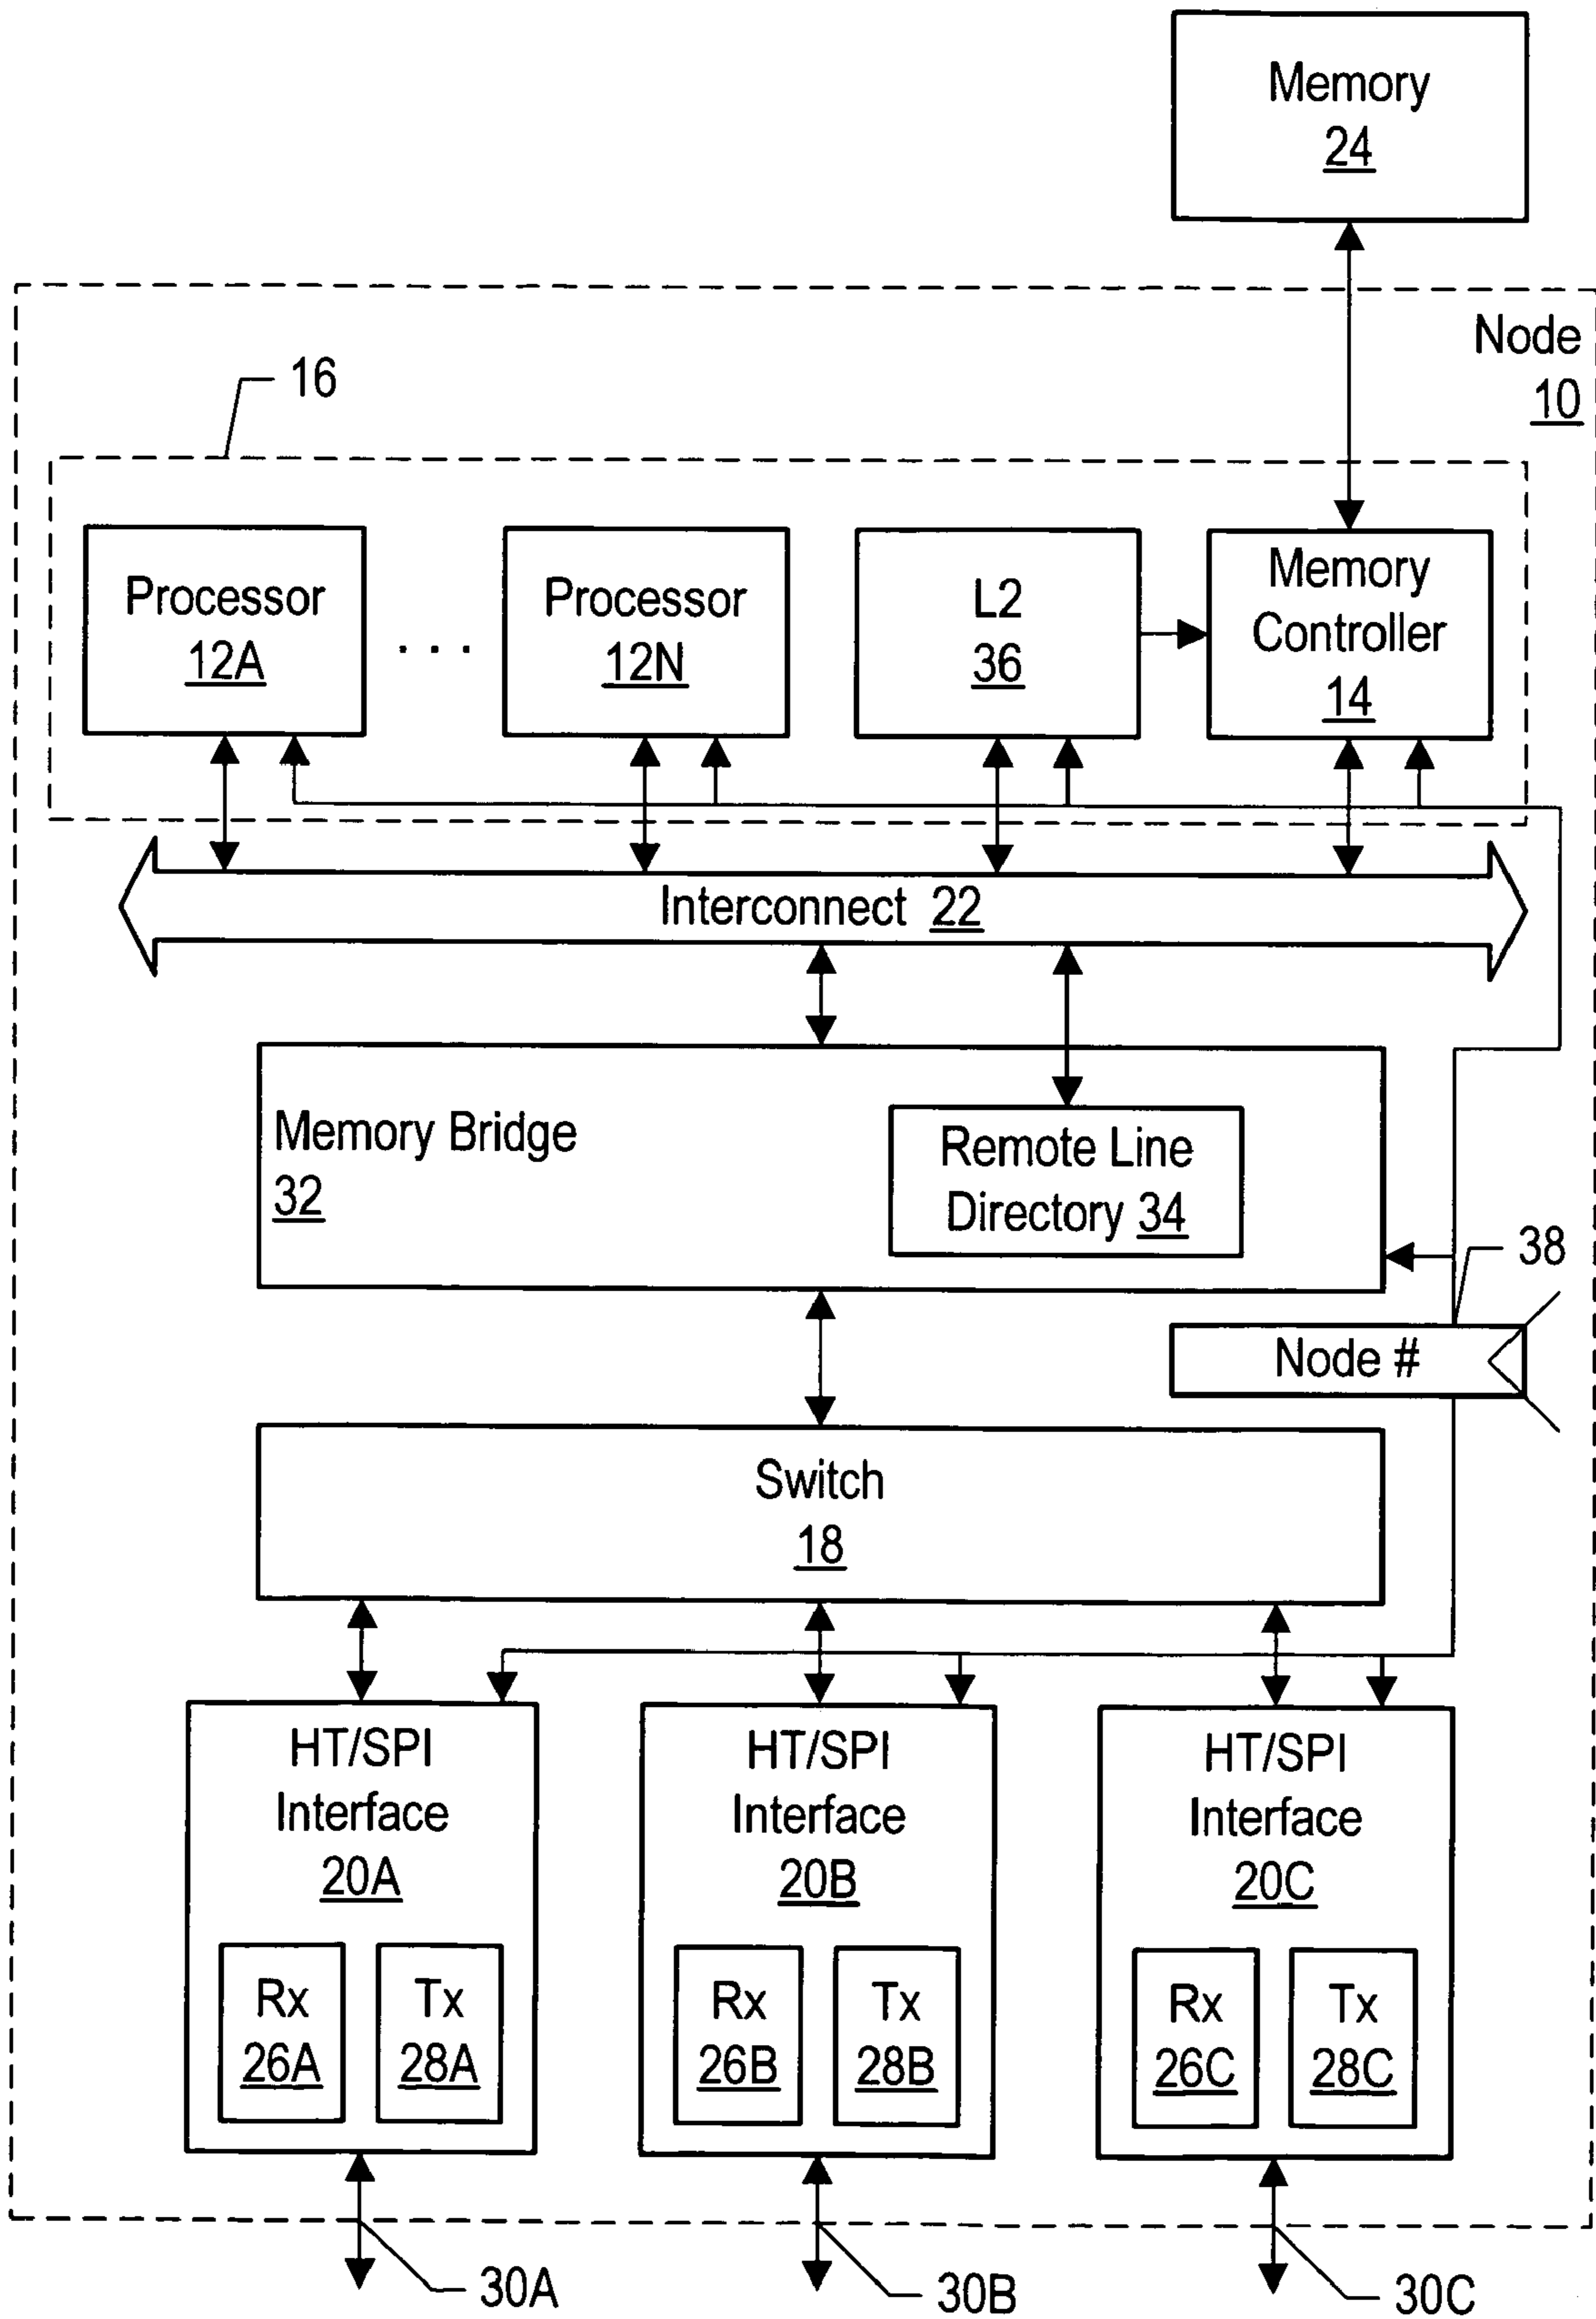 Memory
24
Node
10
16
Processor
12A
. . .
Processor
12N
L2
36
Memory
Controller
14
Interconnect 22
Memory Bridge
32
Remote Line
Directory 34
38
Node #
Switch
18
HT/SPI
Interface
20A
Rx
26A
Tx
28A
HT/SPI
Interface
20B
Rx
26B
Tx
28B
HT/SPI
Interface
20C
Rx
26C
Tx
28C
30A
30B
30C